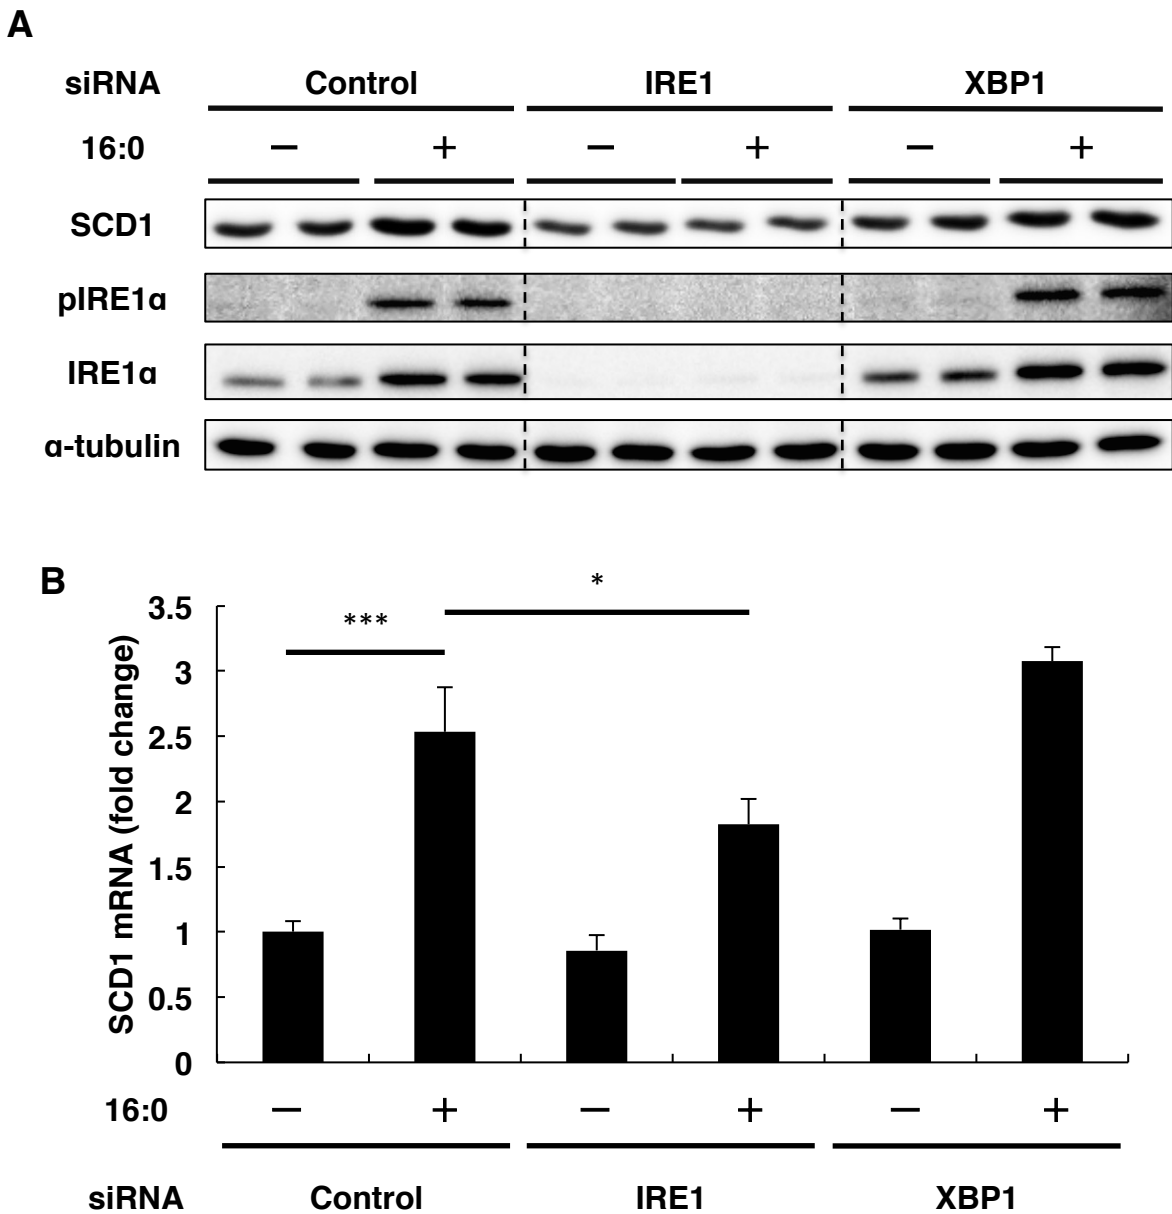 A
siRNA Control IRE1 XBP1
16:0 − + − + − +
SCD1
pIRE1α
IRE1α
α-tubulin
B
*
***
SCD1 mRNA (fold change)
3.5
3
2.5
2
1.5
1
0.5
0
16:0 − + − + − +
siRNA Control IRE1 XBP1